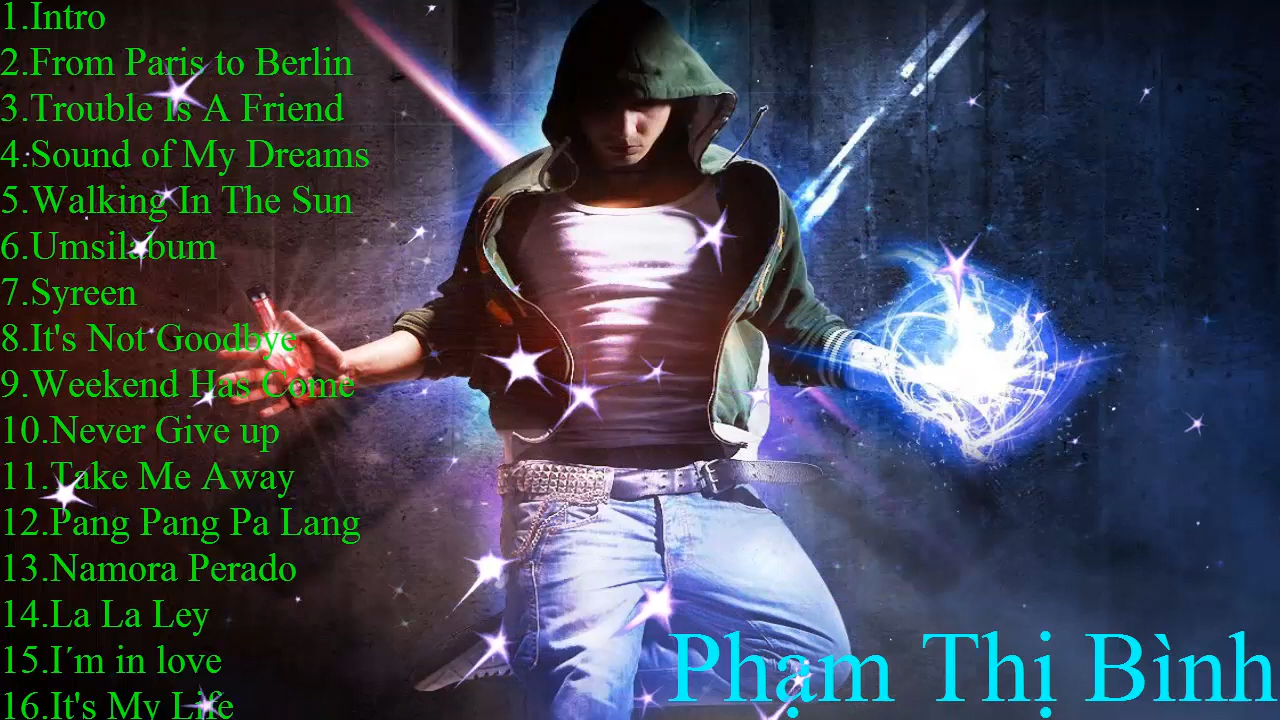 1.Intro
2.From Paris to Berlin
3.Trouble Is A Friend
4.Sound of My Dreams
5.Walking In The Sun
6.Umsilabum
7.Syreen
8.It's Not Goodbye
9.Weekend Has Come
10.Never Give up
11.Take Me Away
12.Pang Pang Pa Lang
13.Namora Perado
14.La La Ley
15.I´m in love
16.It's My Life
Phạm Thị Bình